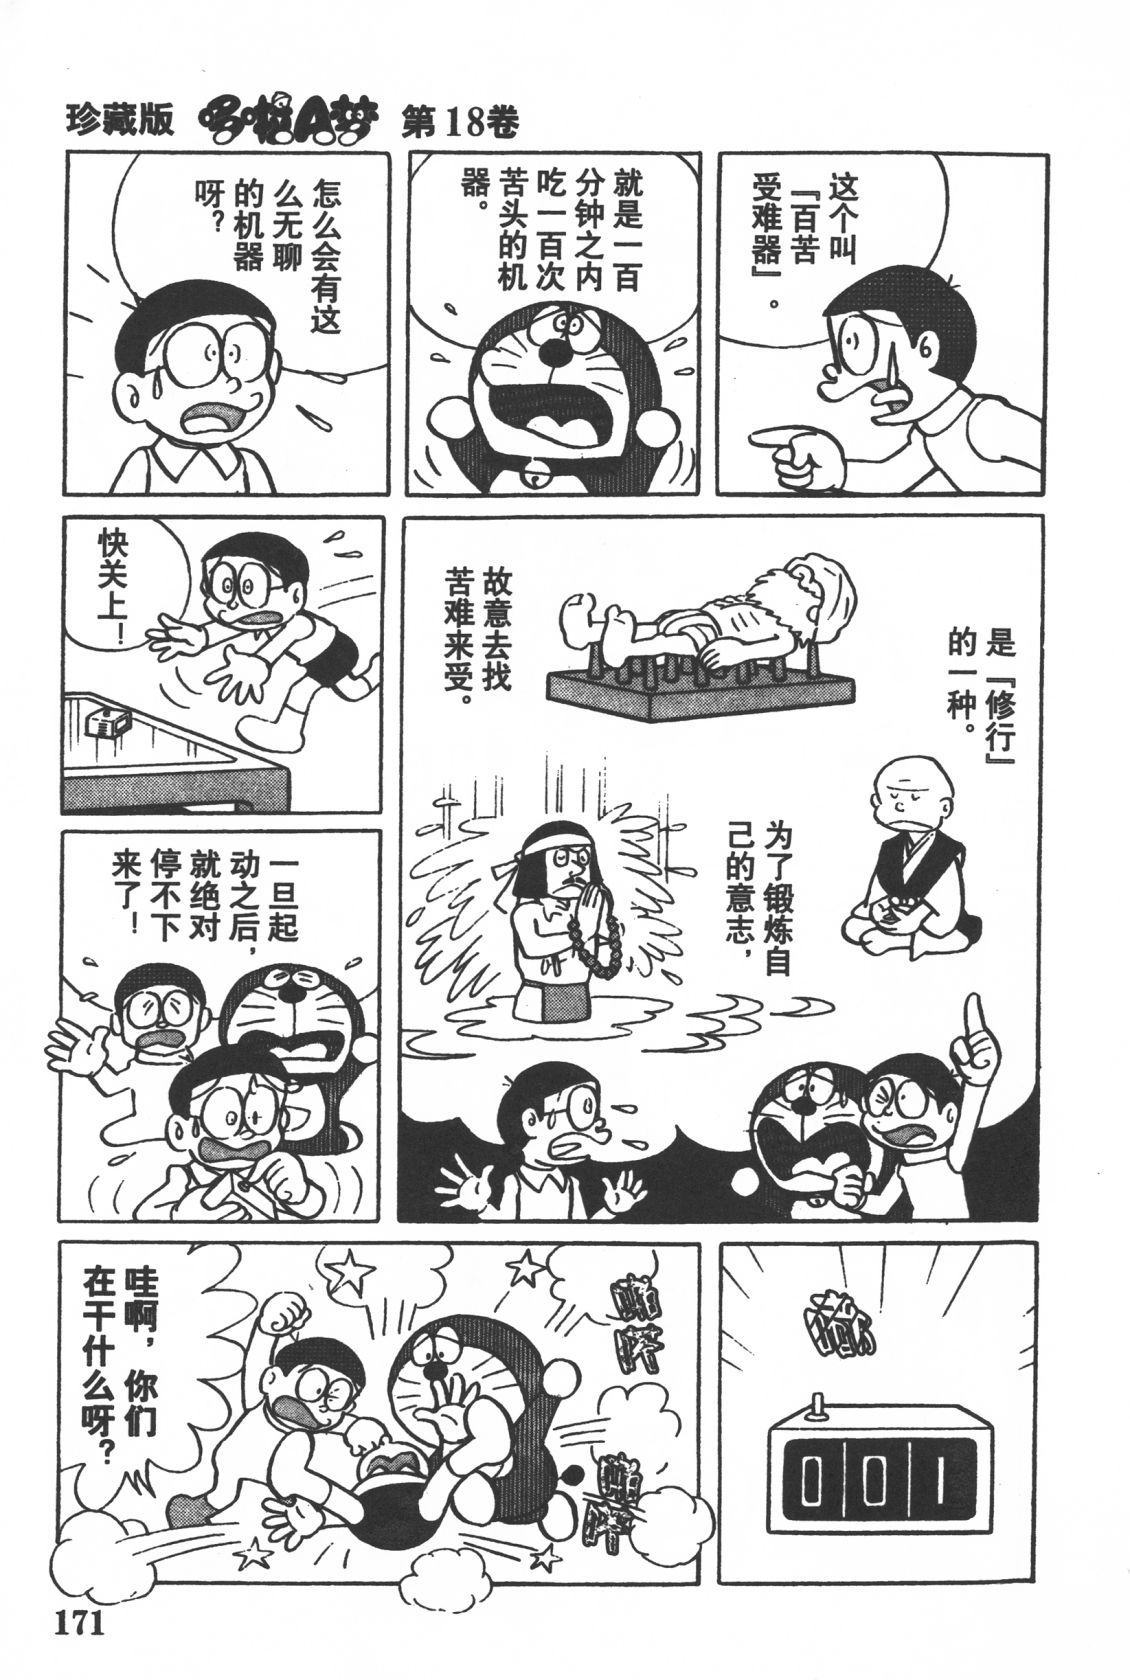 珍藏版 哆啦A梦 第18卷
这个叫
『百苦
受难器』。
就是一百
分钟之内
吃一百次
苦头的机
器。
怎么会有这
么无聊
的机器
呀？
是『修行』
的一种。
为了锻炼自
己的意志，
故意去找
苦难来受。
快关上！
一旦起
动之后，
就绝对
停不下
来了！
001
哇啊，你们
在干什么呀？
171